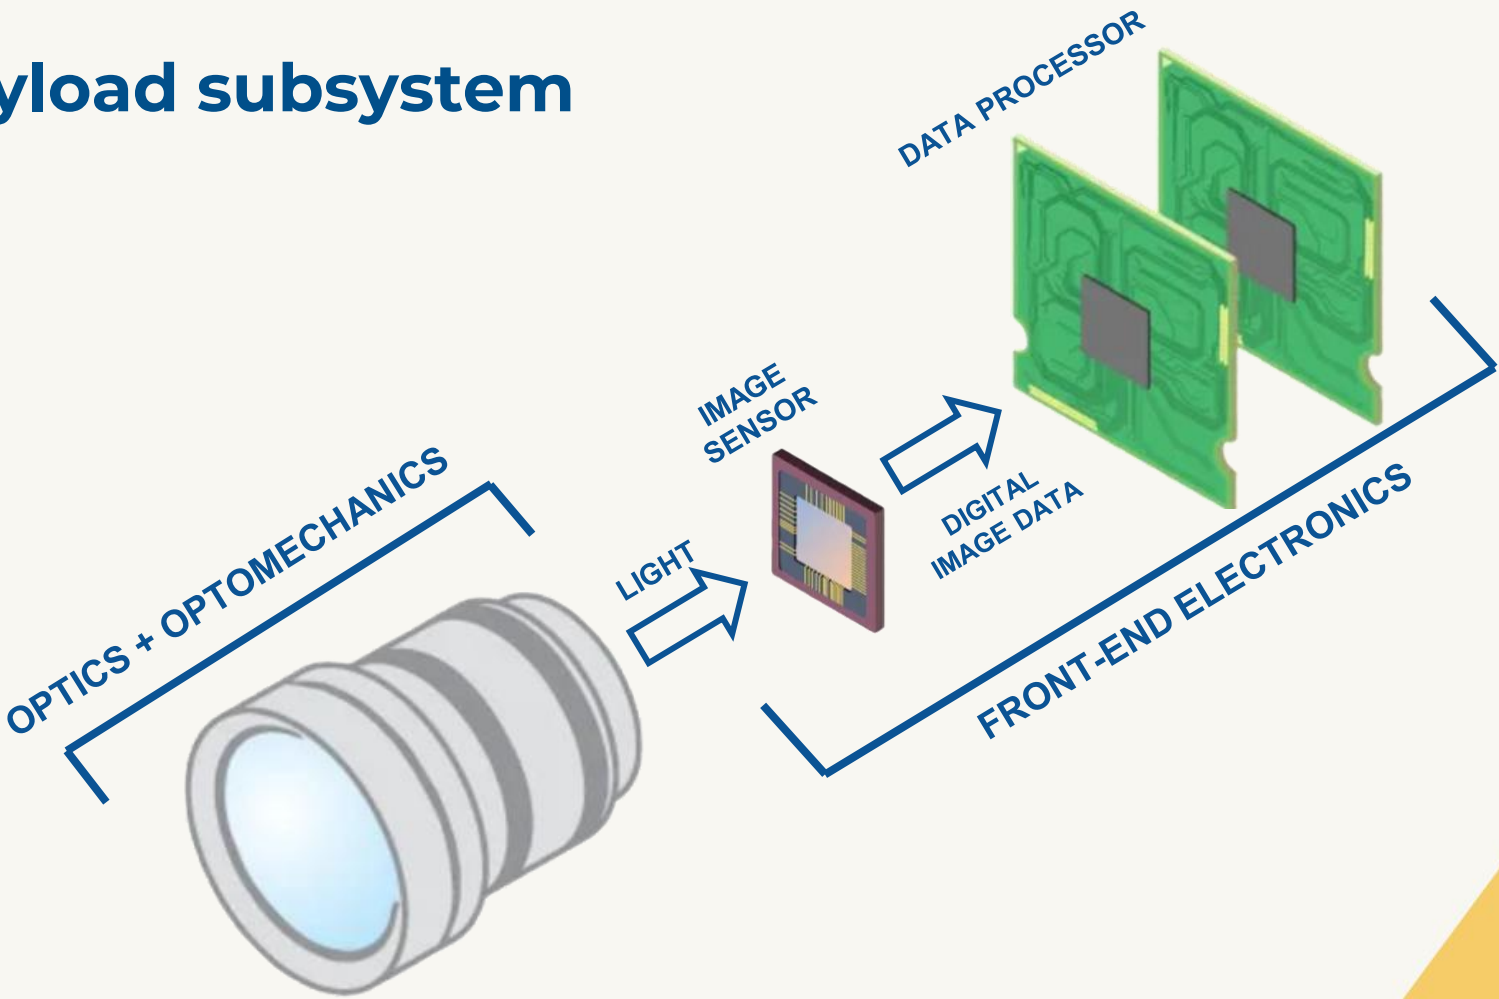 yload subsystem
DATA PROCESSOR
IMAGE
SENSOR
DIGITAL
IMAGE DATA
LIGHT
OPTICS + OPTOMECHANICS
FRONT-END ELECTRONICS